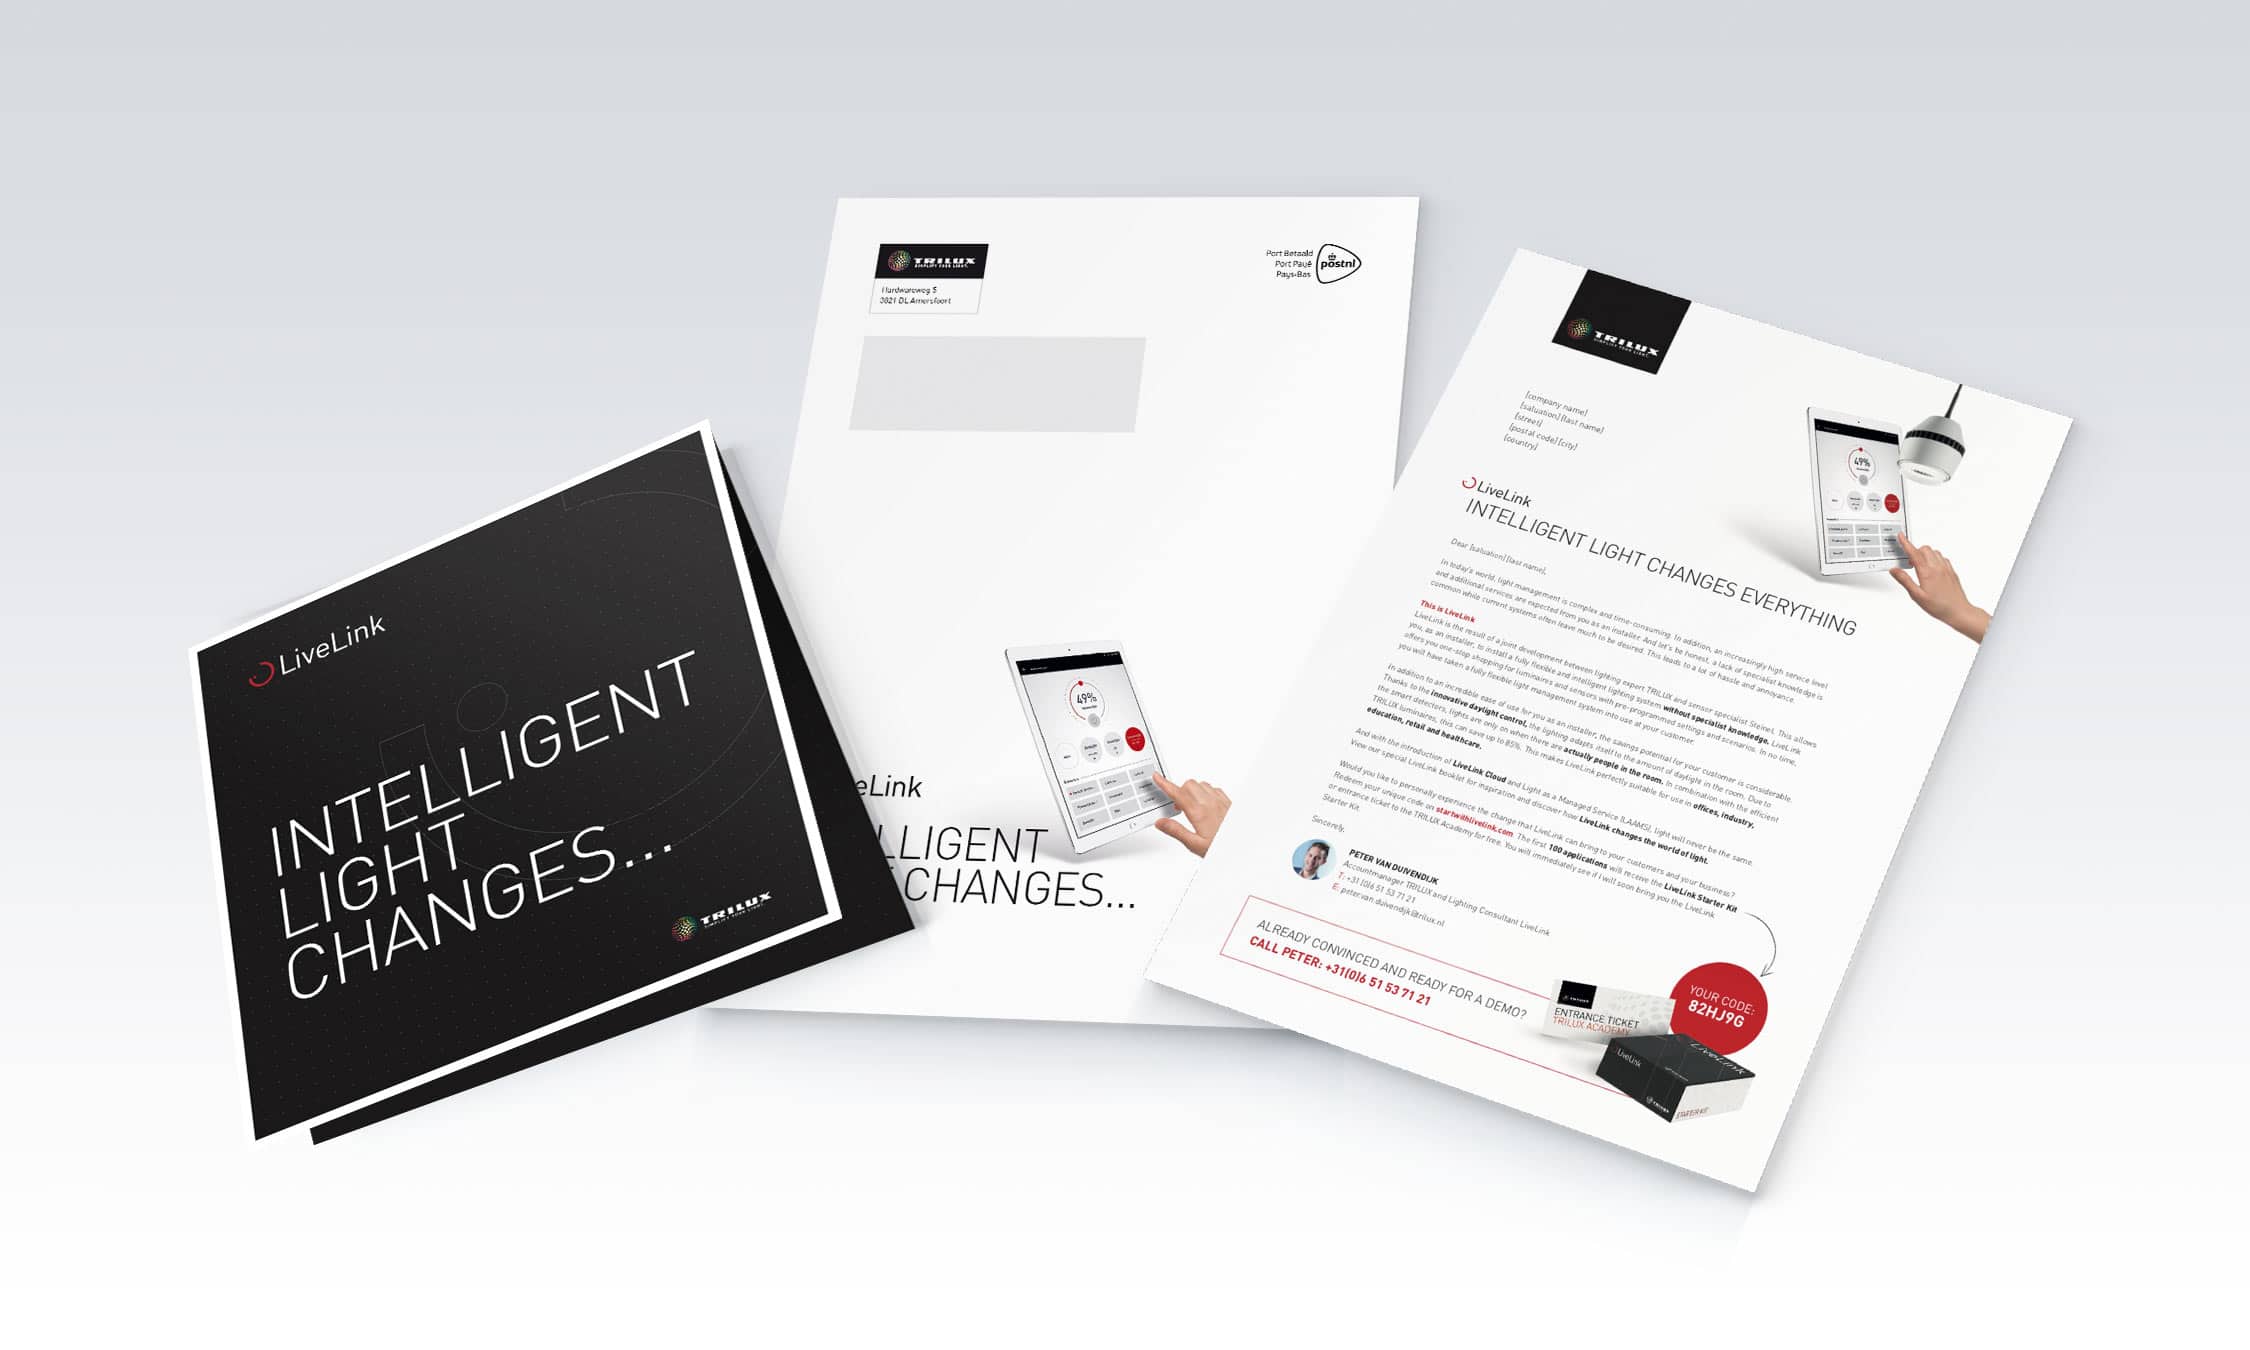 LiveLink
INTELLIGENT
LIGHT
CHANGES...
TRILUX
SIMPLIFY YOUR LIGHT.
TRILUX
SIMPLIFY YOUR LIGHT.
Hardwareweg 5
3821 DL Amersfoort
Port Betaald
Port Payé
Pays-Bas
postnl
49%
eLink
LLIGENT
CHANGES...
TRILUX
SIMPLIFY YOUR LIGHT.
[company name]
[saluation] [last name]
[street]
[postal code] [city]
[country]
49%
LiveLink
INTELLIGENT LIGHT CHANGES EVERYTHING
Dear [saluation] [last name],
In today's world, light management is complex and time-consuming. In addition, an increasingly high service level
and additional services are expected from you as an installer. And let's be honest, a lack of specialist knowledge is
common while current systems often leave much to be desired. This leads to a lot of hassle and annoyance.
This is LiveLink
LiveLink is the result of a joint development between lighting expert TRILUX and sensor specialist Steinel. This allows
you, as an installer, to install a fully flexible and intelligent lighting system without specialist knowledge. LiveLink
offers you one-stop shopping for luminaires and sensors with pre-programmed settings and scenarios. In no time,
you will have taken a fully flexible light management system into use at your customer.
In addition to an incredible ease of use for you as an installer, the savings potential for your customer is considerable.
Thanks to the innovative daylight control, the lighting adapts itself to the amount of daylight in the room. Due to
the smart detectors, lights are only on when there are actually people in the room. In combination with the efficient
TRILUX luminaires, this can save up to 85%. This makes LiveLink perfectly suitable for use in offices, industry,
education, retail and healthcare.
And with the introduction of LiveLink Cloud and Light as a Managed Service (LAAMS), light will never be the same.
View our special LiveLink booklet for inspiration and discover how LiveLink changes the world of light.
Would you like to personally experience the change that LiveLink can bring to your customers and your business?
Redeem your unique code on startwithlivelink.com. The first 100 applications will receive the LiveLink Starter Kit
or entrance ticket to the TRILUX Academy for free. You will immediately see if I will soon bring you the LiveLink
Starter Kit.
Sincerely,
PETER VAN DUIVENDIJK
Accountmanager TRILUX and Lighting Consultant LiveLink
T: +31 (0)6 51 53 71 21
E: peter.van.duivendijk@trilux.nl
ALREADY CONVINCED AND READY FOR A DEMO?
CALL PETER: +31(0)6 51 53 71 21
YOUR CODE:
82HJ9G
TRILUX
ENTRANCE TICKET
TRILUX ACADEMY
LiveLink
LiveLink
TRILUX
STARTER KIT